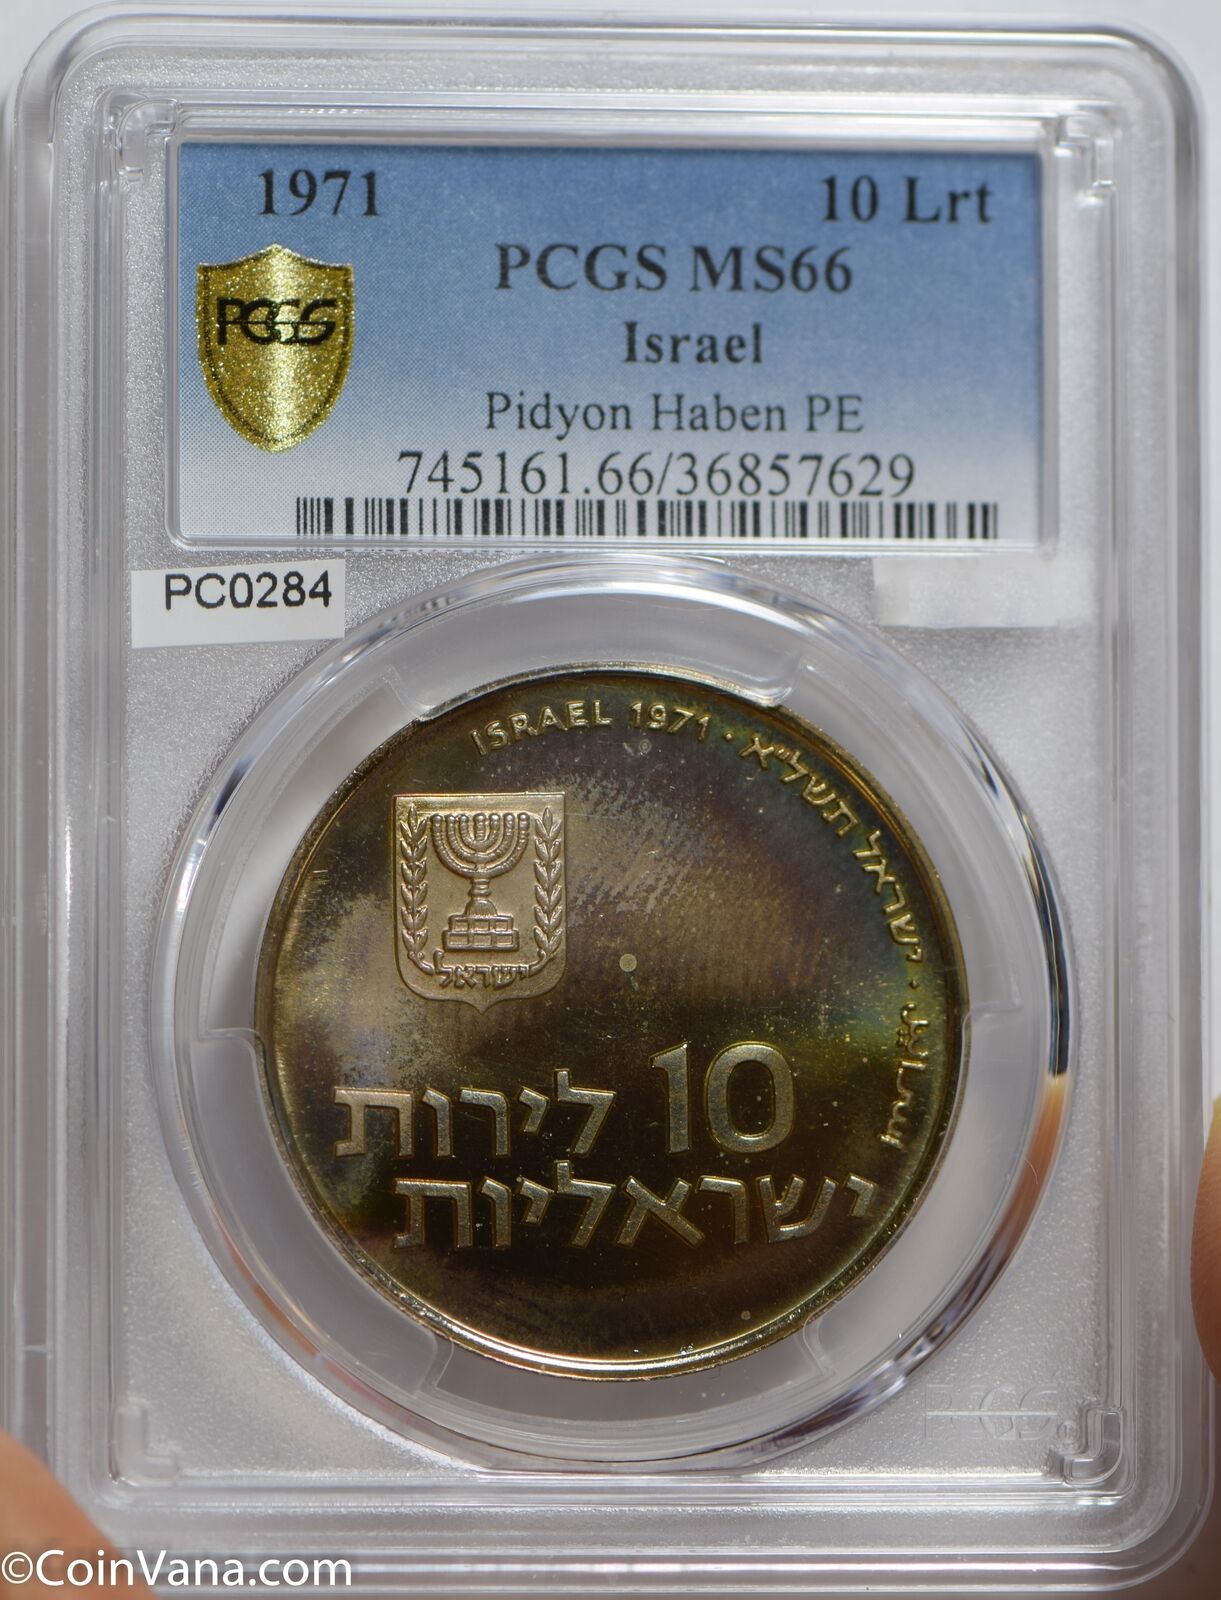 1971 10 Lrt
PCGS MS66
PCGS
Israel
Pidyon Haben PE
745161.66/36857629
PC0284
ISRAEL 1971 · ישראל תשל״א · اسرائيل
ישראל
10 לירות
ישראליות
PCGS
©CoinVana.com